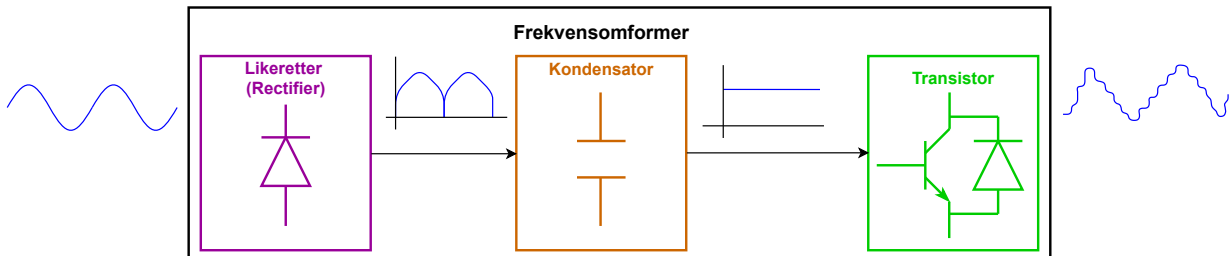 Frekvensomformer
Likeretter
(Rectifier)
Kondensator
Transistor